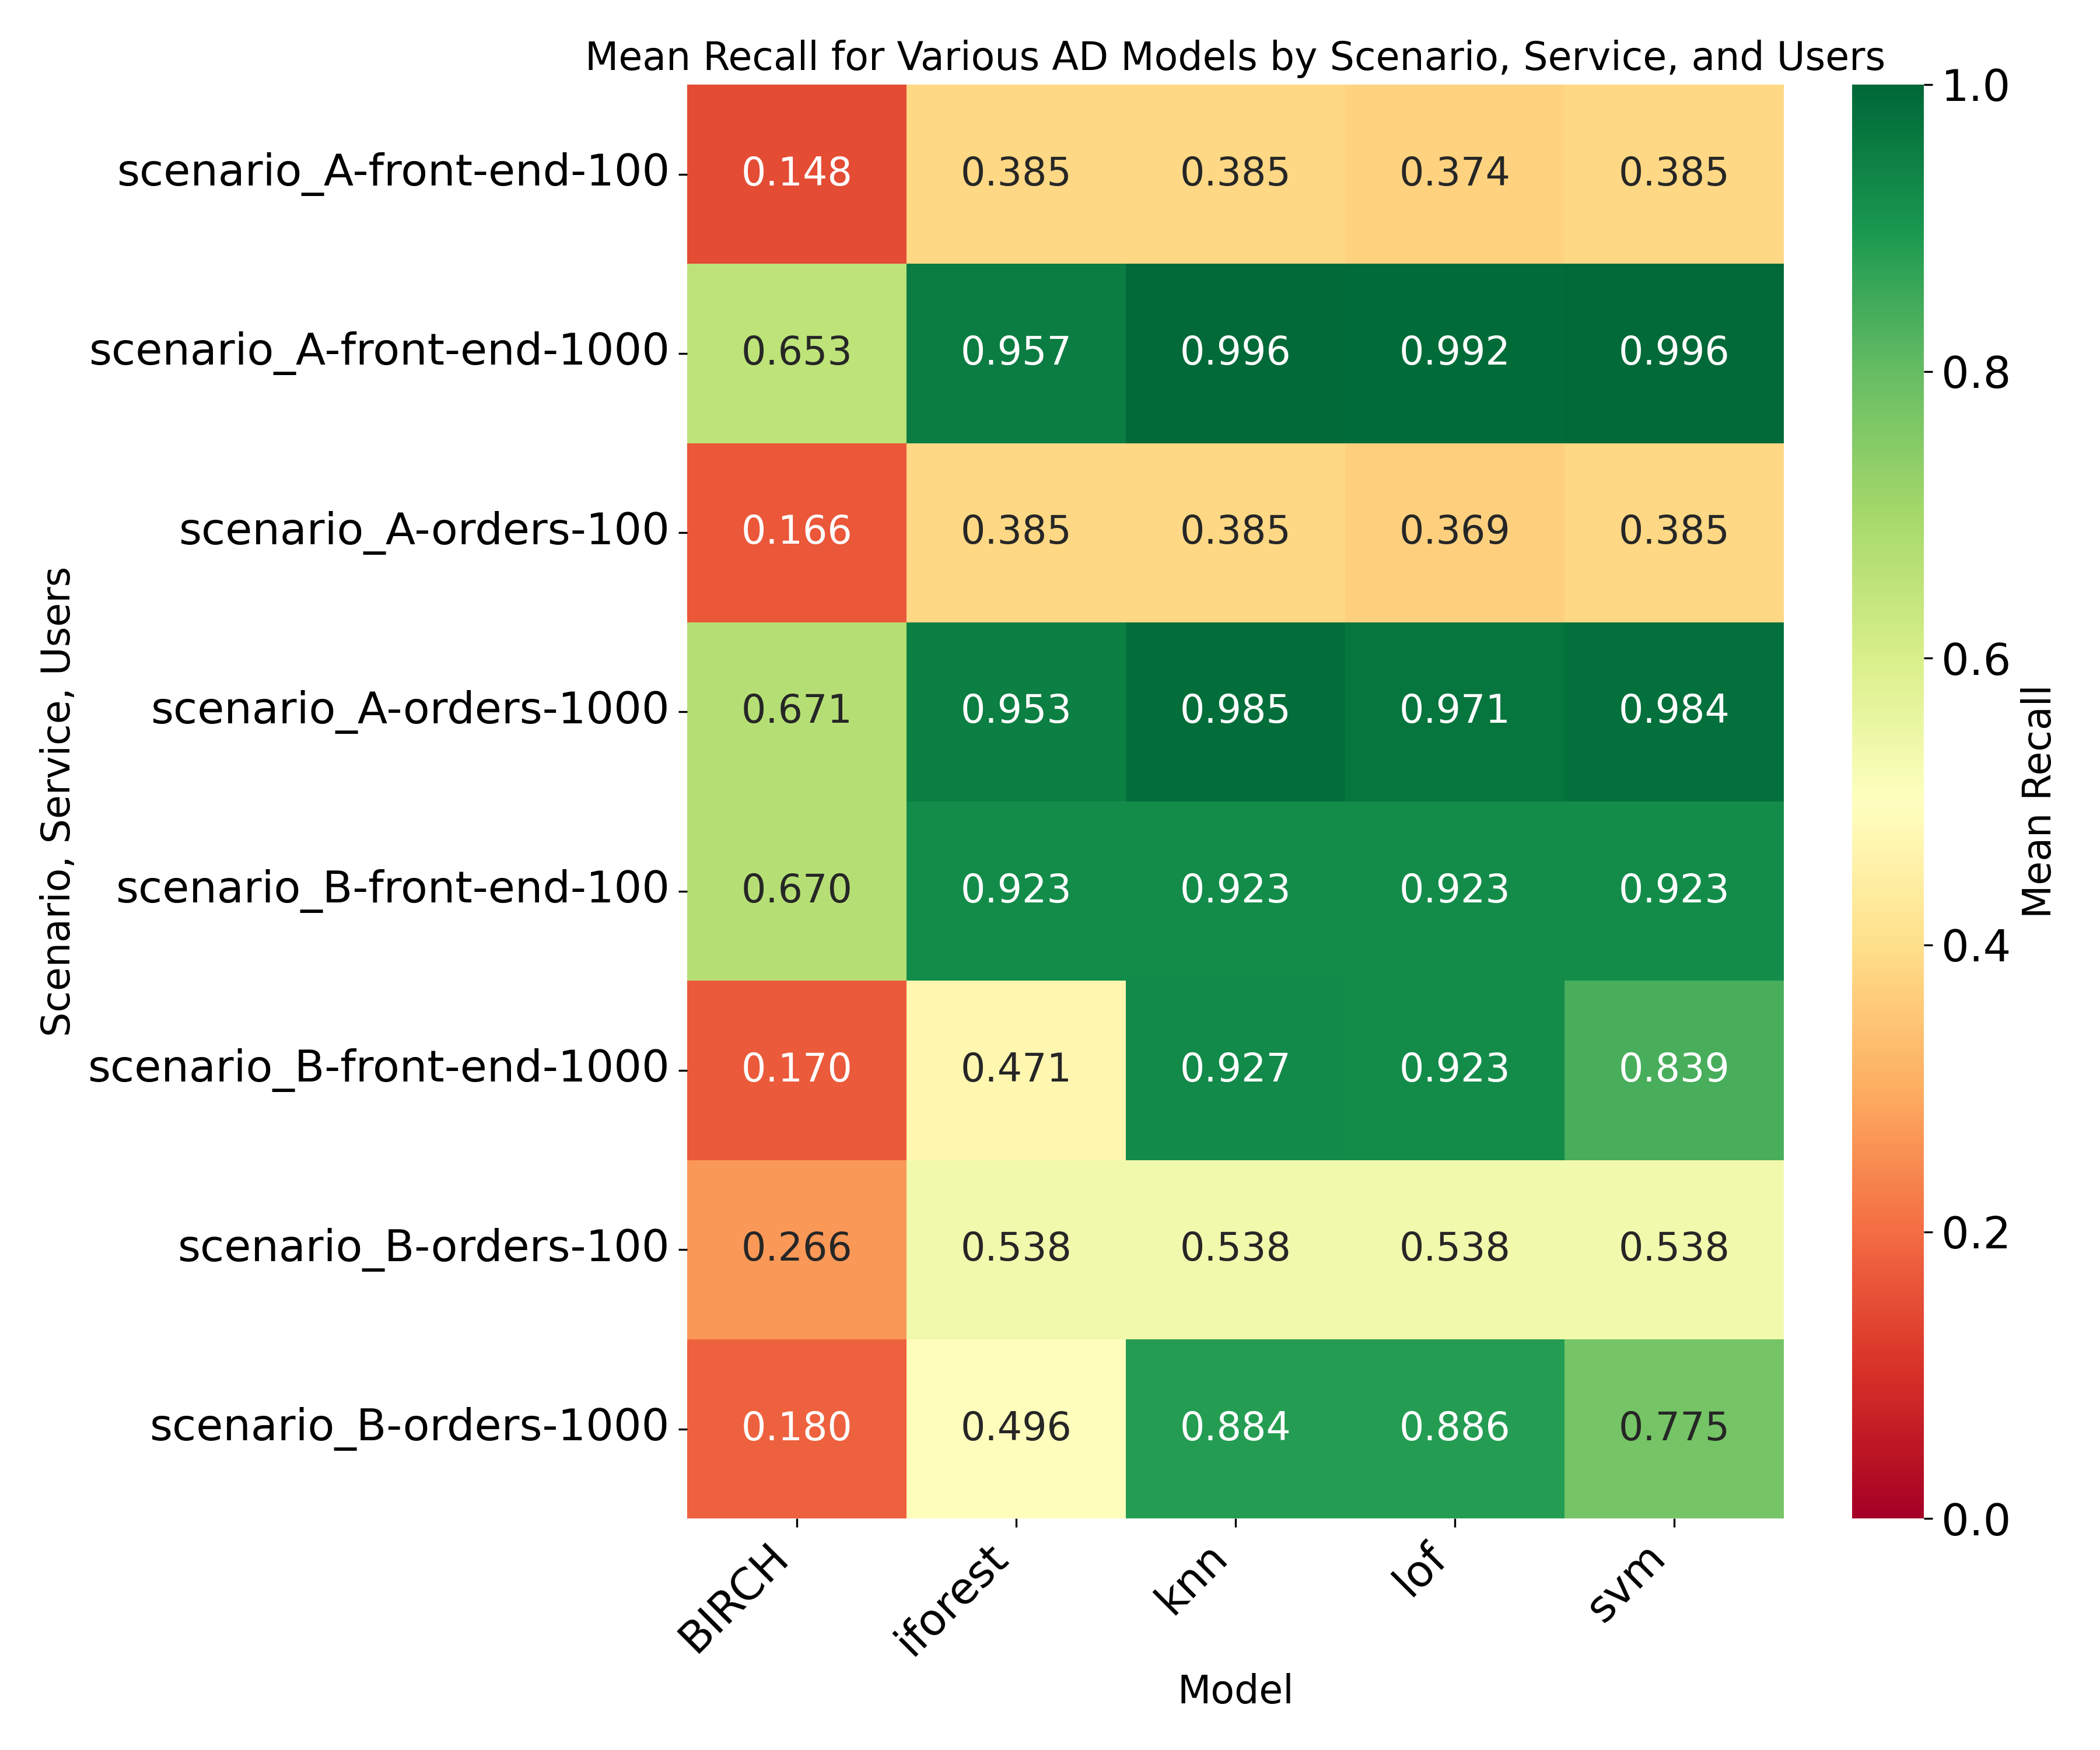 Mean Recall for Various AD Models by Scenario, Service, and Users
Scenario, Service, Users
scenario_A-front-end-100 0.148 0.385 0.385 0.374 0.385
scenario_A-front-end-1000 0.653 0.957 0.996 0.992 0.996
scenario_A-orders-100 0.166 0.385 0.385 0.369 0.385
scenario_A-orders-1000 0.671 0.953 0.985 0.971 0.984
scenario_B-front-end-100 0.670 0.923 0.923 0.923 0.923
scenario_B-front-end-1000 0.170 0.471 0.927 0.923 0.839
scenario_B-orders-100 0.266 0.538 0.538 0.538 0.538
scenario_B-orders-1000 0.180 0.496 0.884 0.886 0.775
BIRCH iforest knn lof svm
Model
1.0
0.8
0.6
0.4
0.2
0.0
Mean Recall